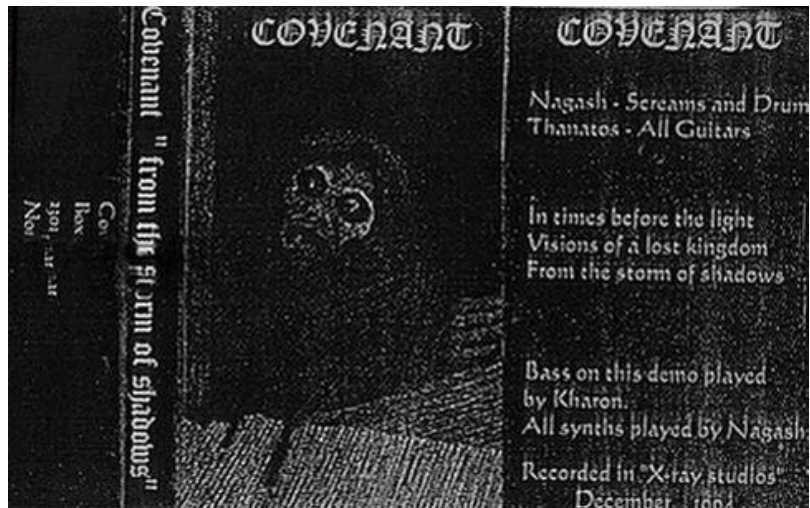 Covenant "from the storm of shadows"
COVENANT
COVENANT
Nagash - Screams and Drum
Thanatos - All Guitars
In times before the light
Visions of a lost kingdom
From the storm of shadows
Bass on this demo played
by Kharon.
All synths played by Nagash
Recorded in "X-ray studios"
December